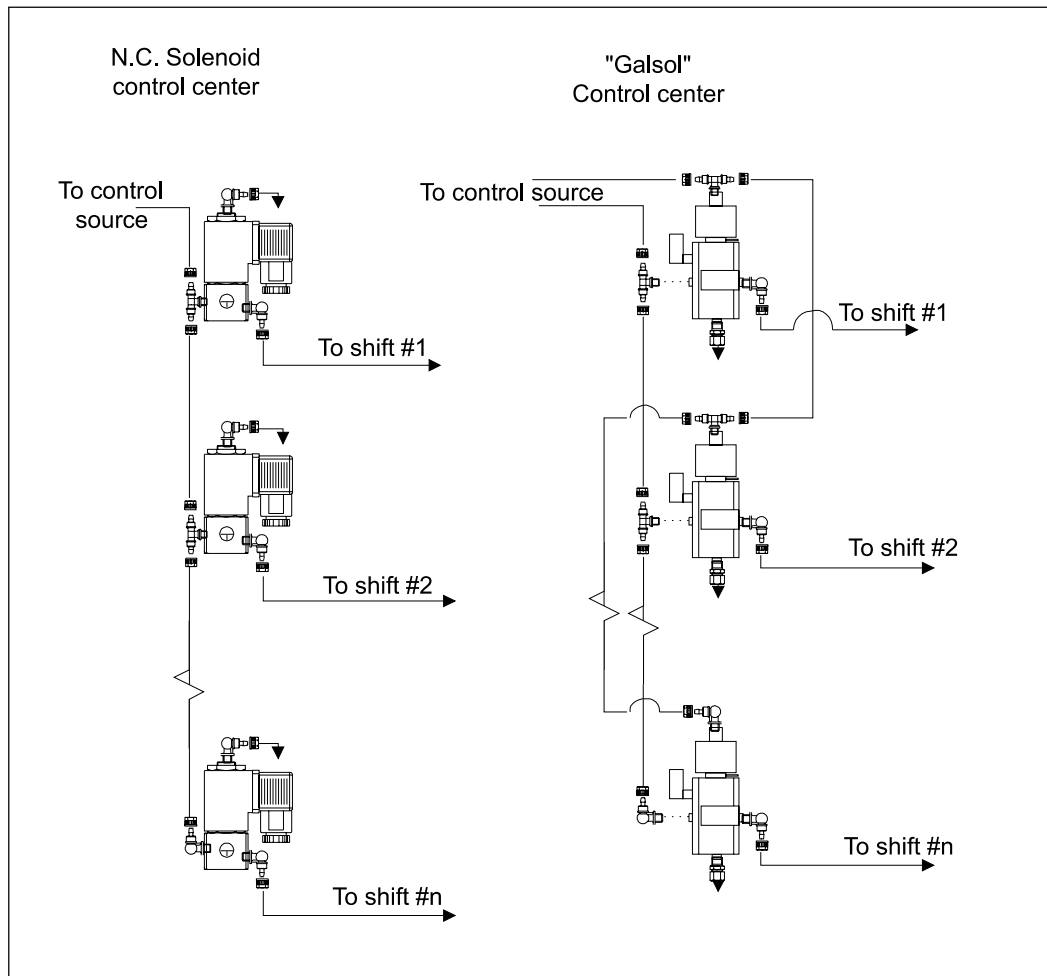 N.C. Solenoid
control center
"Galsol"
Control center
To control
source
To control source
To shift #1
To shift #1
To shift #2
To shift #2
To shift #n
To shift #n